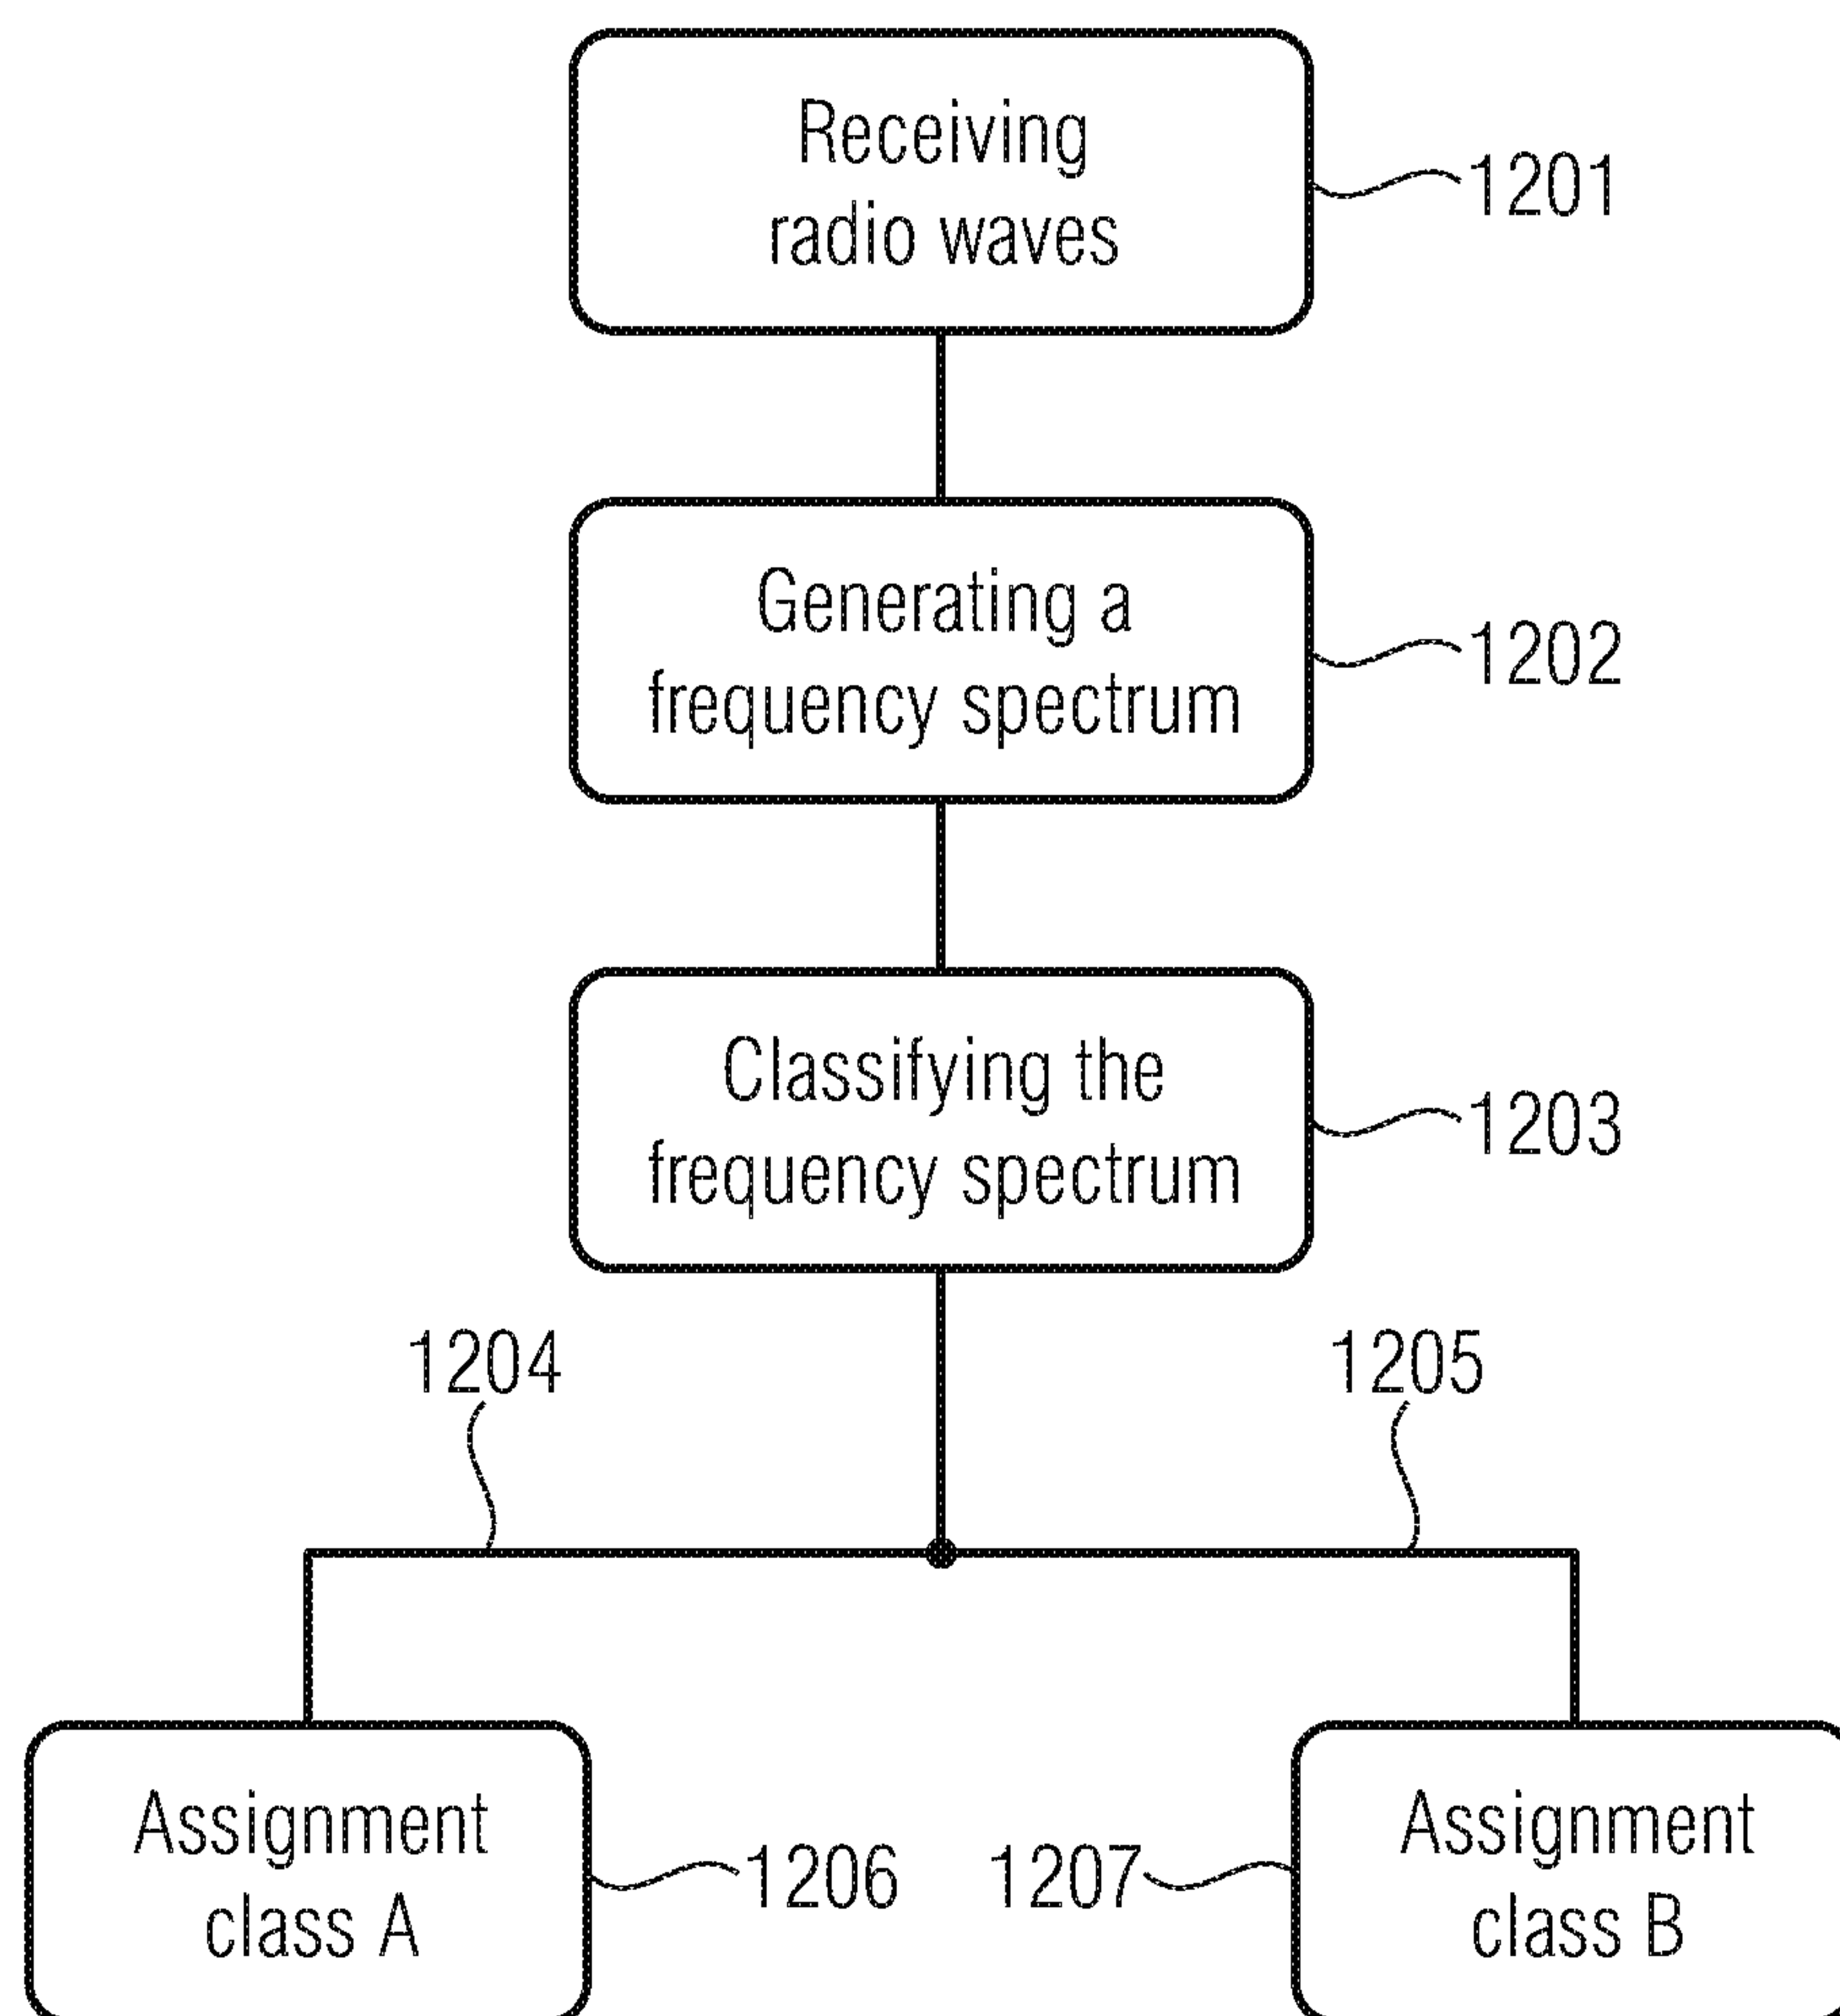 Receiving
radio waves
1201
Generating a
frequency spectrum
1202
Classifying the
frequency spectrum
1203
1204
1205
Assignment
class A
1206
1207
Assignment
class B